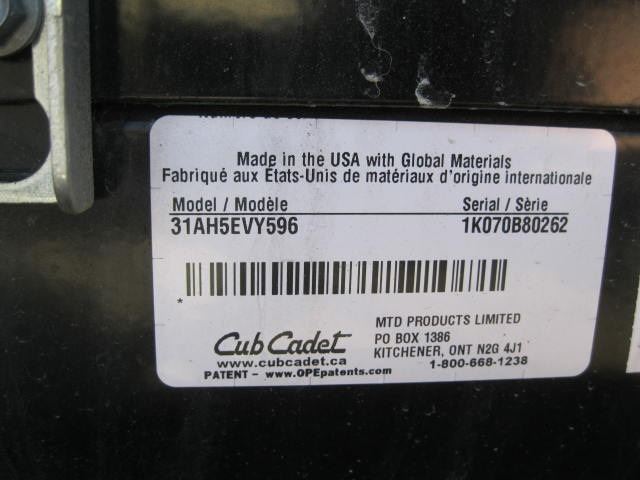 Made in the USA with Global Materials
Fabriqué aux États-Unis de matériaux d'origine internationale
Model / Modèle Serial / Série
31AH5EVY596 1K070B80262
*
Cub Cadet
www.cubcadet.ca
PATENT – www.OPEpatents.com
MTD PRODUCTS LIMITED
PO BOX 1386
KITCHENER, ONT N2G 4J1
1-800-668-1238